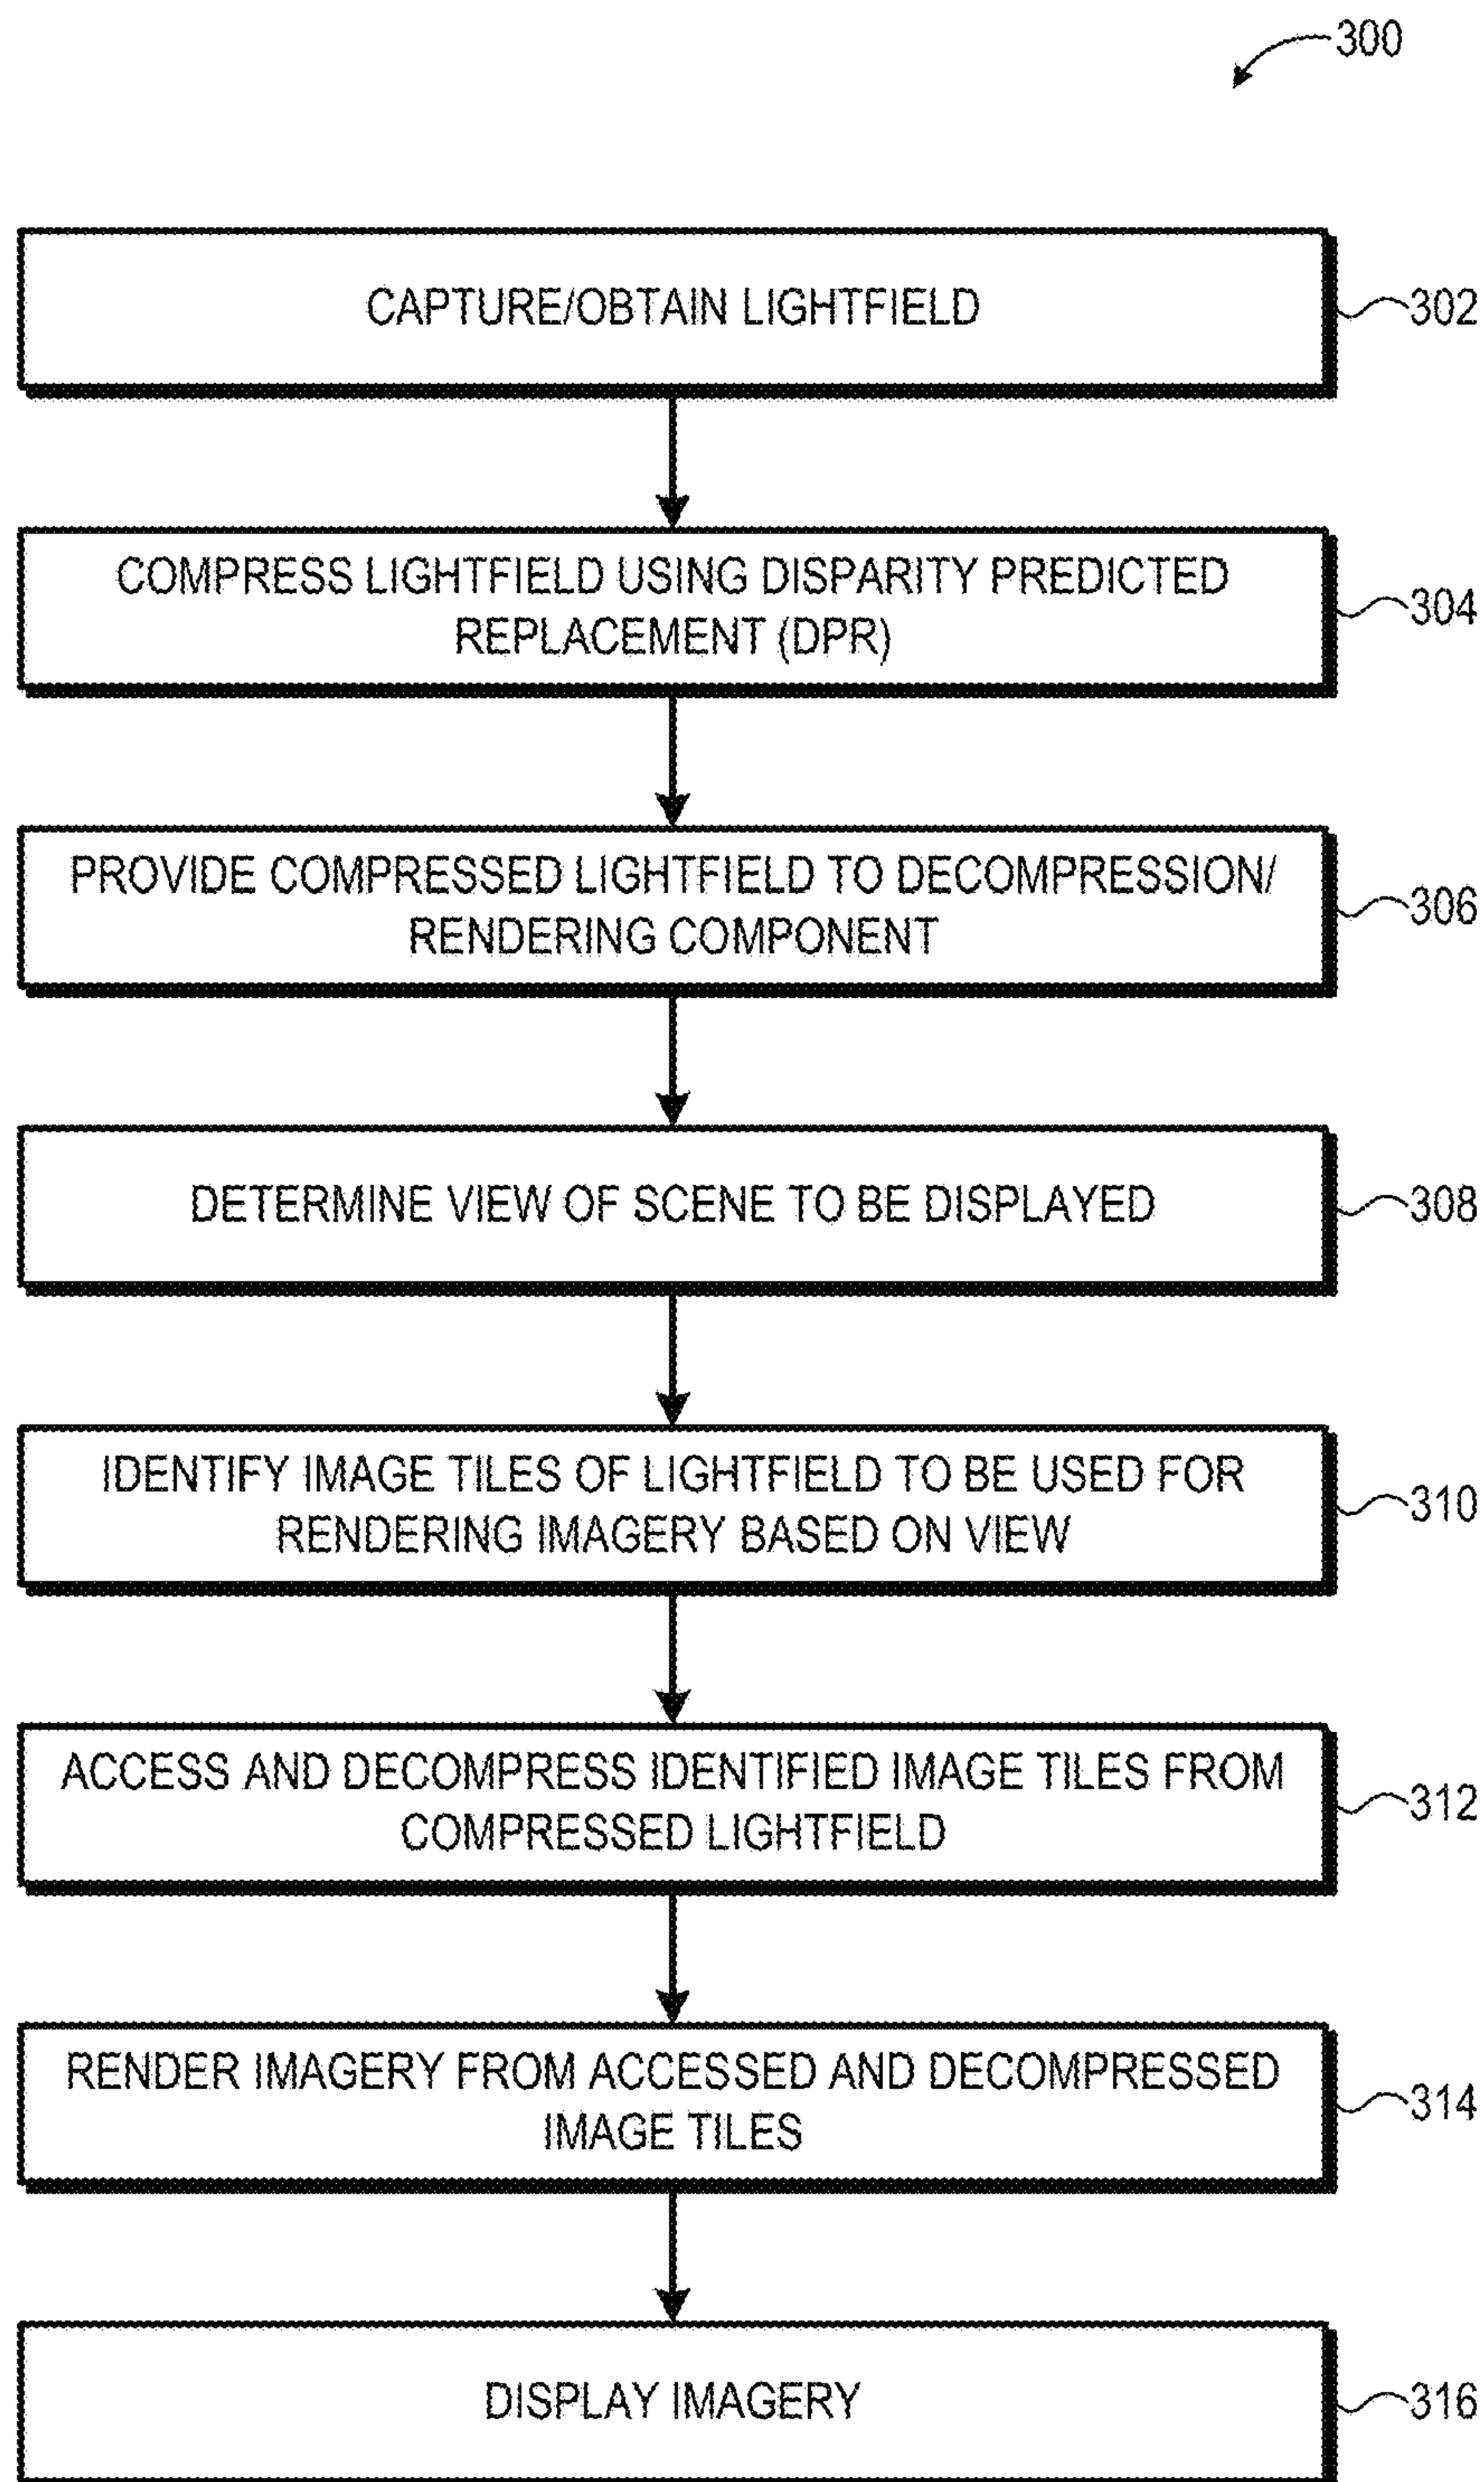 300
CAPTURE/OBTAIN LIGHTFIELD
302
COMPRESS LIGHTFIELD USING DISPARITY PREDICTED
REPLACEMENT (DPR)
304
PROVIDE COMPRESSED LIGHTFIELD TO DECOMPRESSION/
RENDERING COMPONENT
306
DETERMINE VIEW OF SCENE TO BE DISPLAYED
308
IDENTIFY IMAGE TILES OF LIGHTFIELD TO BE USED FOR
RENDERING IMAGERY BASED ON VIEW
310
ACCESS AND DECOMPRESS IDENTIFIED IMAGE TILES FROM
COMPRESSED LIGHTFIELD
312
RENDER IMAGERY FROM ACCESSED AND DECOMPRESSED
IMAGE TILES
314
DISPLAY IMAGERY
316